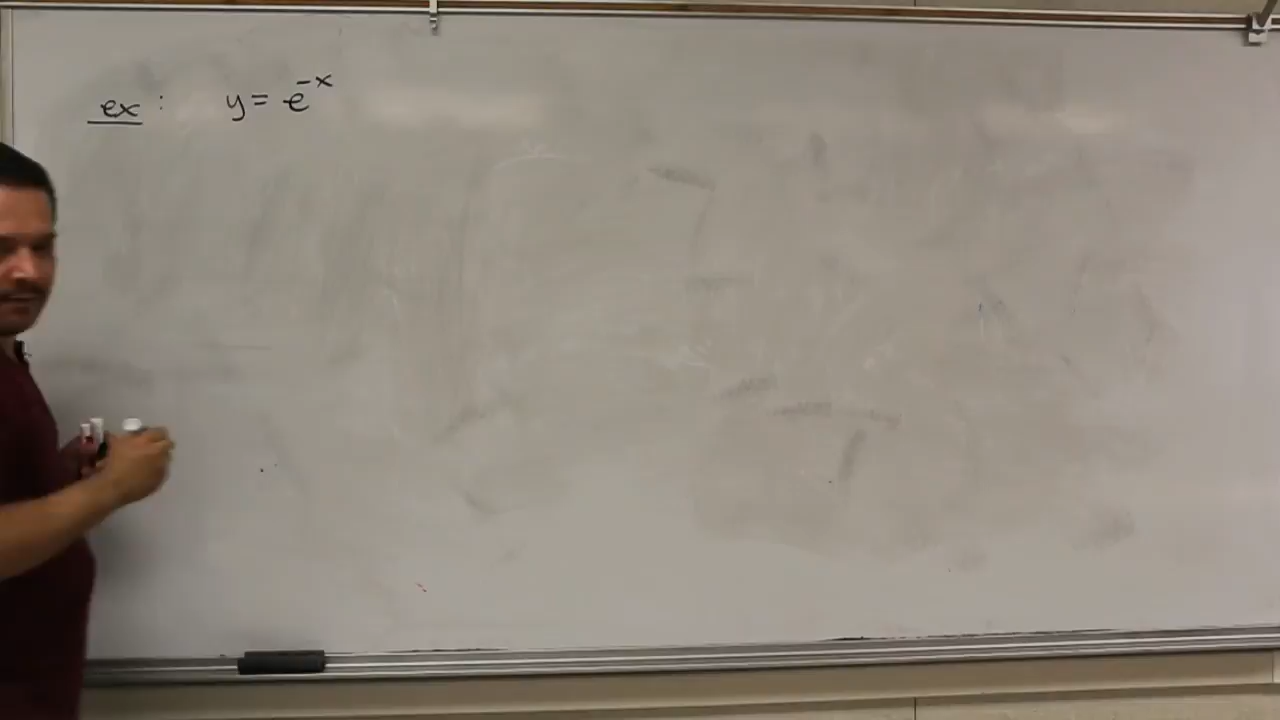 ex : y = e^{-x}